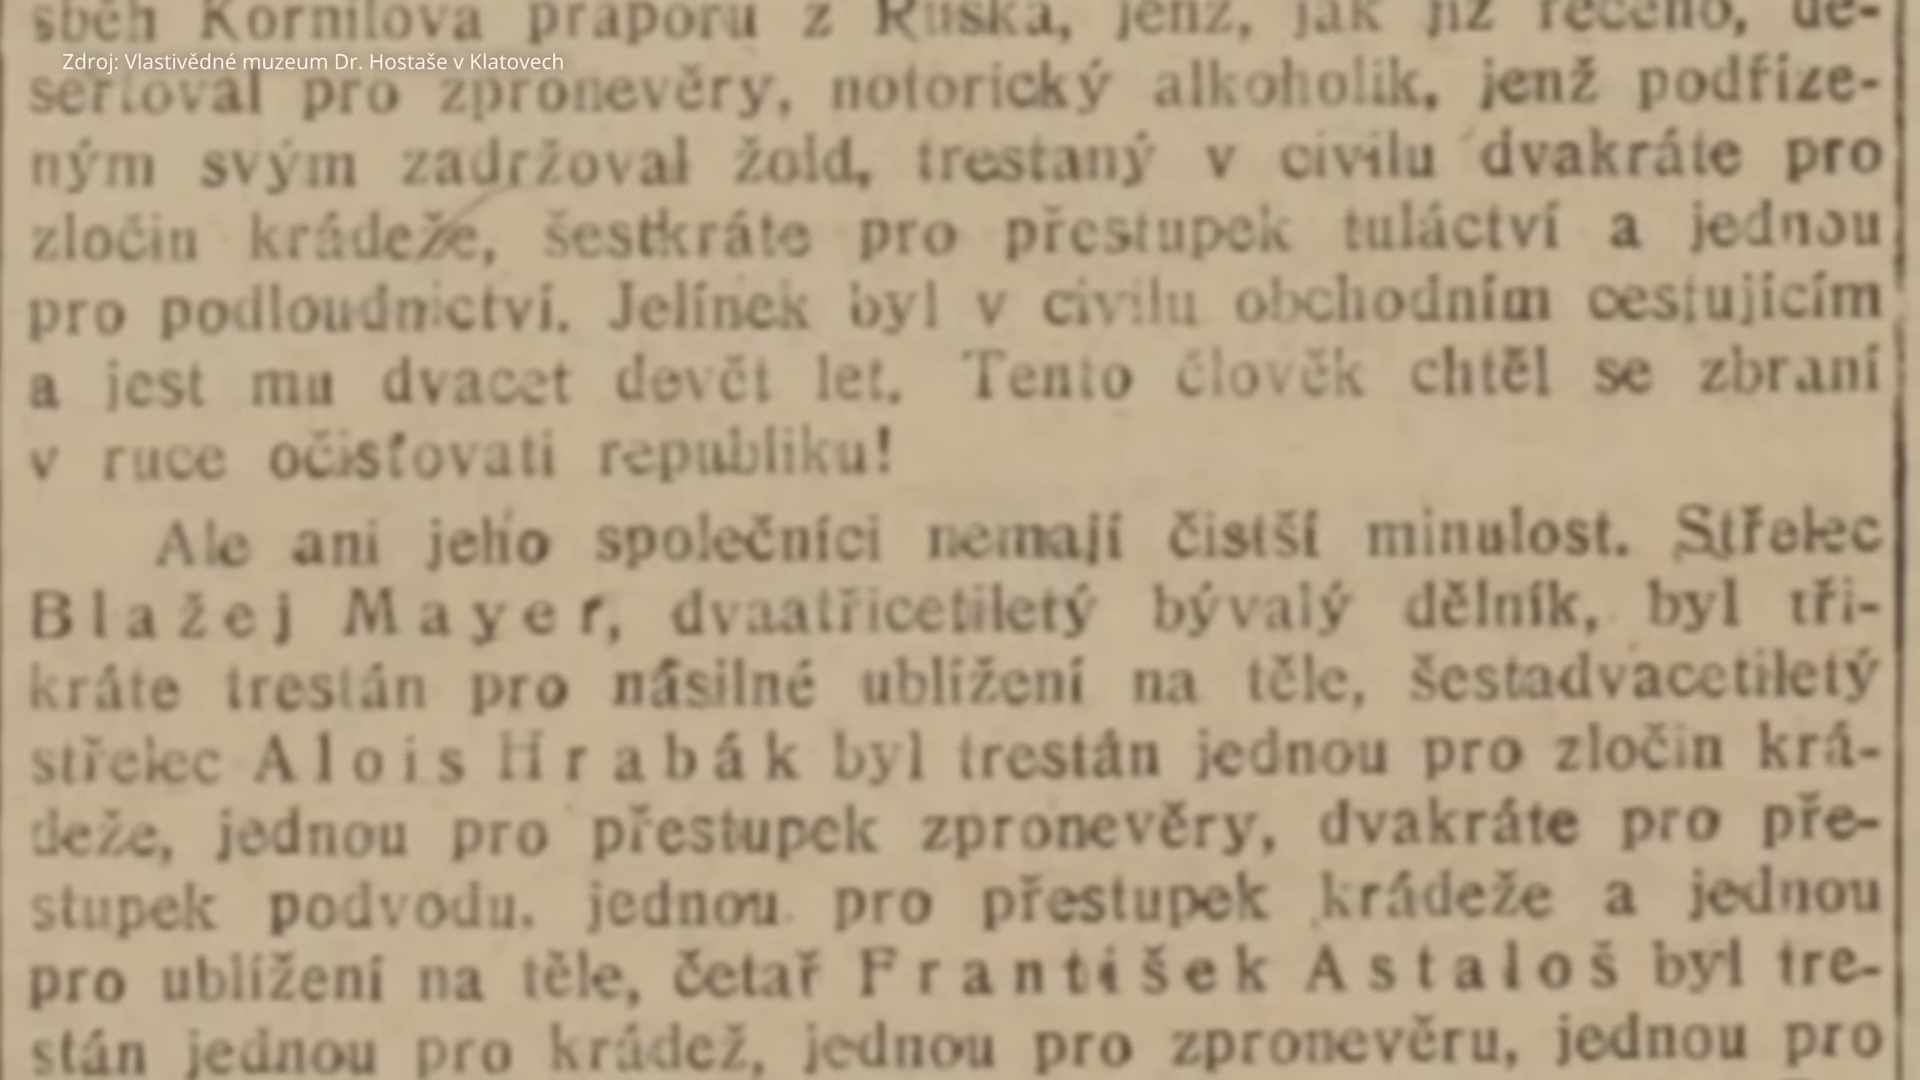 sběh Kornilova praporu z Ruska, jenž, jak již řečeno, de-
Zdroj: Vlastivědné muzeum Dr. Hostaše v Klatovech
sertoval pro zpronevěry, notorický alkoholik, jenž podříze-
ným svým zadržoval žold, trestaný v civilu dvakráte pro
zločin krádeže, šestkráte pro přestupek tuláctví a jednou
pro podloudnictví. Jelínek byl v civilu obchodním cestujícím
a jest mu dvacet devět let. Tento člověk chtěl se zbraní
v ruce očisťovati republiku!
Ale ani jeho společníci nemají čistší minulost. Střelec
Blažej Mayer, dvaatřicetiletý bývalý dělník, byl tři-
kráte trestán pro násilné ublížení na těle, šestadvacetiletý
střelec Alois Hrabák byl trestán jednou pro zločin krá-
deže, jednou pro přestupek zpronevěry, dvakráte pro pře-
stupek podvodu, jednou pro přestupek krádeže a jednou
pro ublížení na těle, četař František Astaloš byl tre-
stán jednou pro krádež, jednou pro zpronevěru, jednou pro